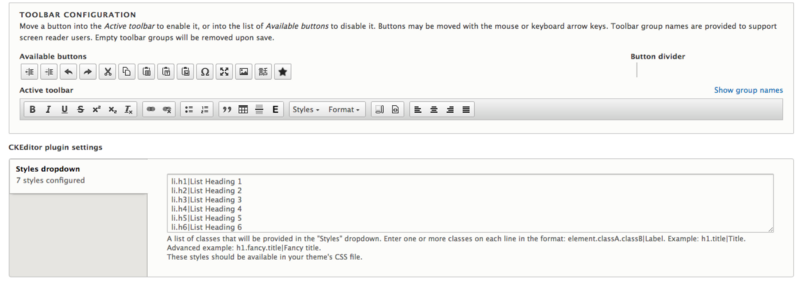 TOOLBAR CONFIGURATION
Move a button into the Active toolbar to enable it, or into the list of Available buttons to disable it. Buttons may be moved with the mouse or keyboard arrow keys. Toolbar group names are provided to support
screen reader users. Empty toolbar groups will be removed upon save.
Available buttons
Button divider
Ω
Active toolbar
Show group names
B I U S x² x₂ Tx E Styles Format
CKEditor plugin settings
Styles dropdown
7 styles configured
li.h1|List Heading 1
li.h2|List Heading 2
li.h3|List Heading 3
li.h4|List Heading 4
li.h5|List Heading 5
li.h6|List Heading 6
A list of classes that will be provided in the "Styles" dropdown. Enter one or more classes on each line in the format: element.classA.classB|Label. Example: h1.title|Title.
Advanced example: h1.fancy.title|Fancy title.
These styles should be available in your theme's CSS file.